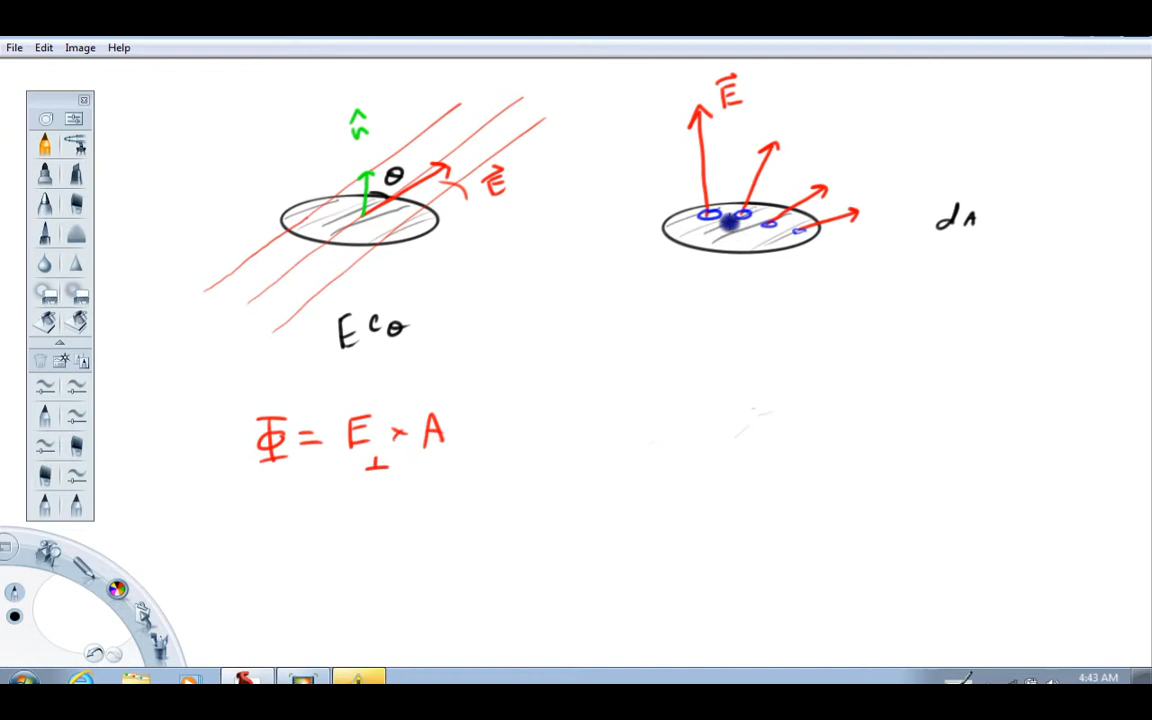 File Edit Image Help
n̂
θ
E⃗
E⃗
dA
E cθ
Φ = E⊥ × A
4:43 AM